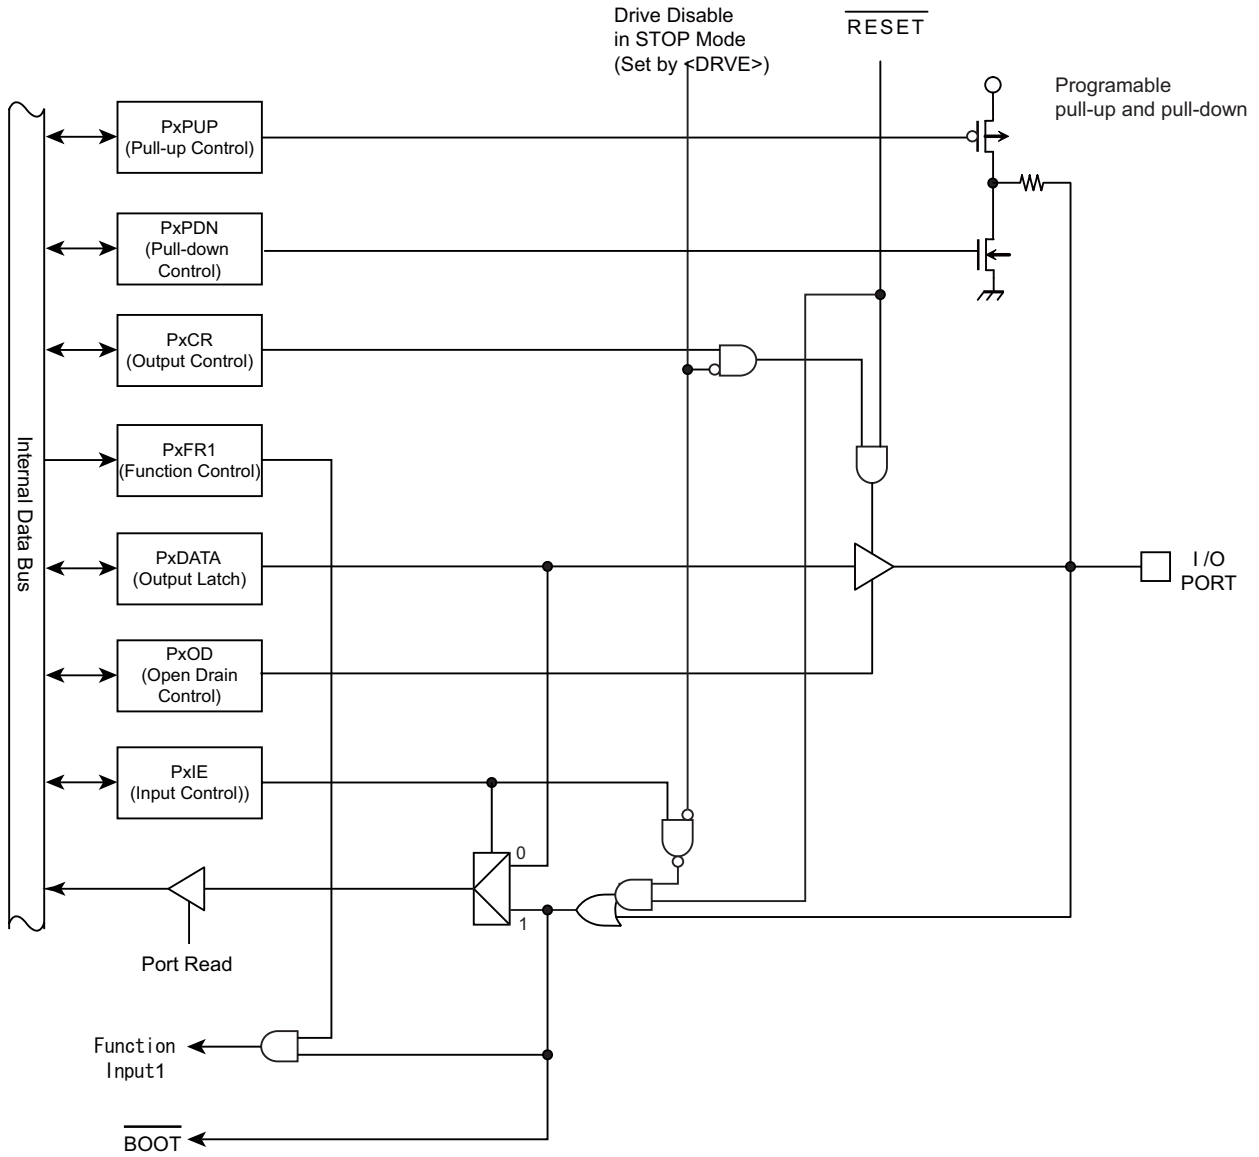 Drive Disable
in STOP Mode
(Set by <DRVE>)
RESET
Programable
pull-up and pull-down
PxPUP
(Pull-up Control)
PxPDN
(Pull-down
Control)
PxCR
(Output Control)
PxFR1
(Function Control)
Internal Data Bus
PxDATA
(Output Latch)
I /O
PORT
PxOD
(Open Drain
Control)
PxIE
(Input Control))
0
1
Port Read
Function
Input1
BOOT